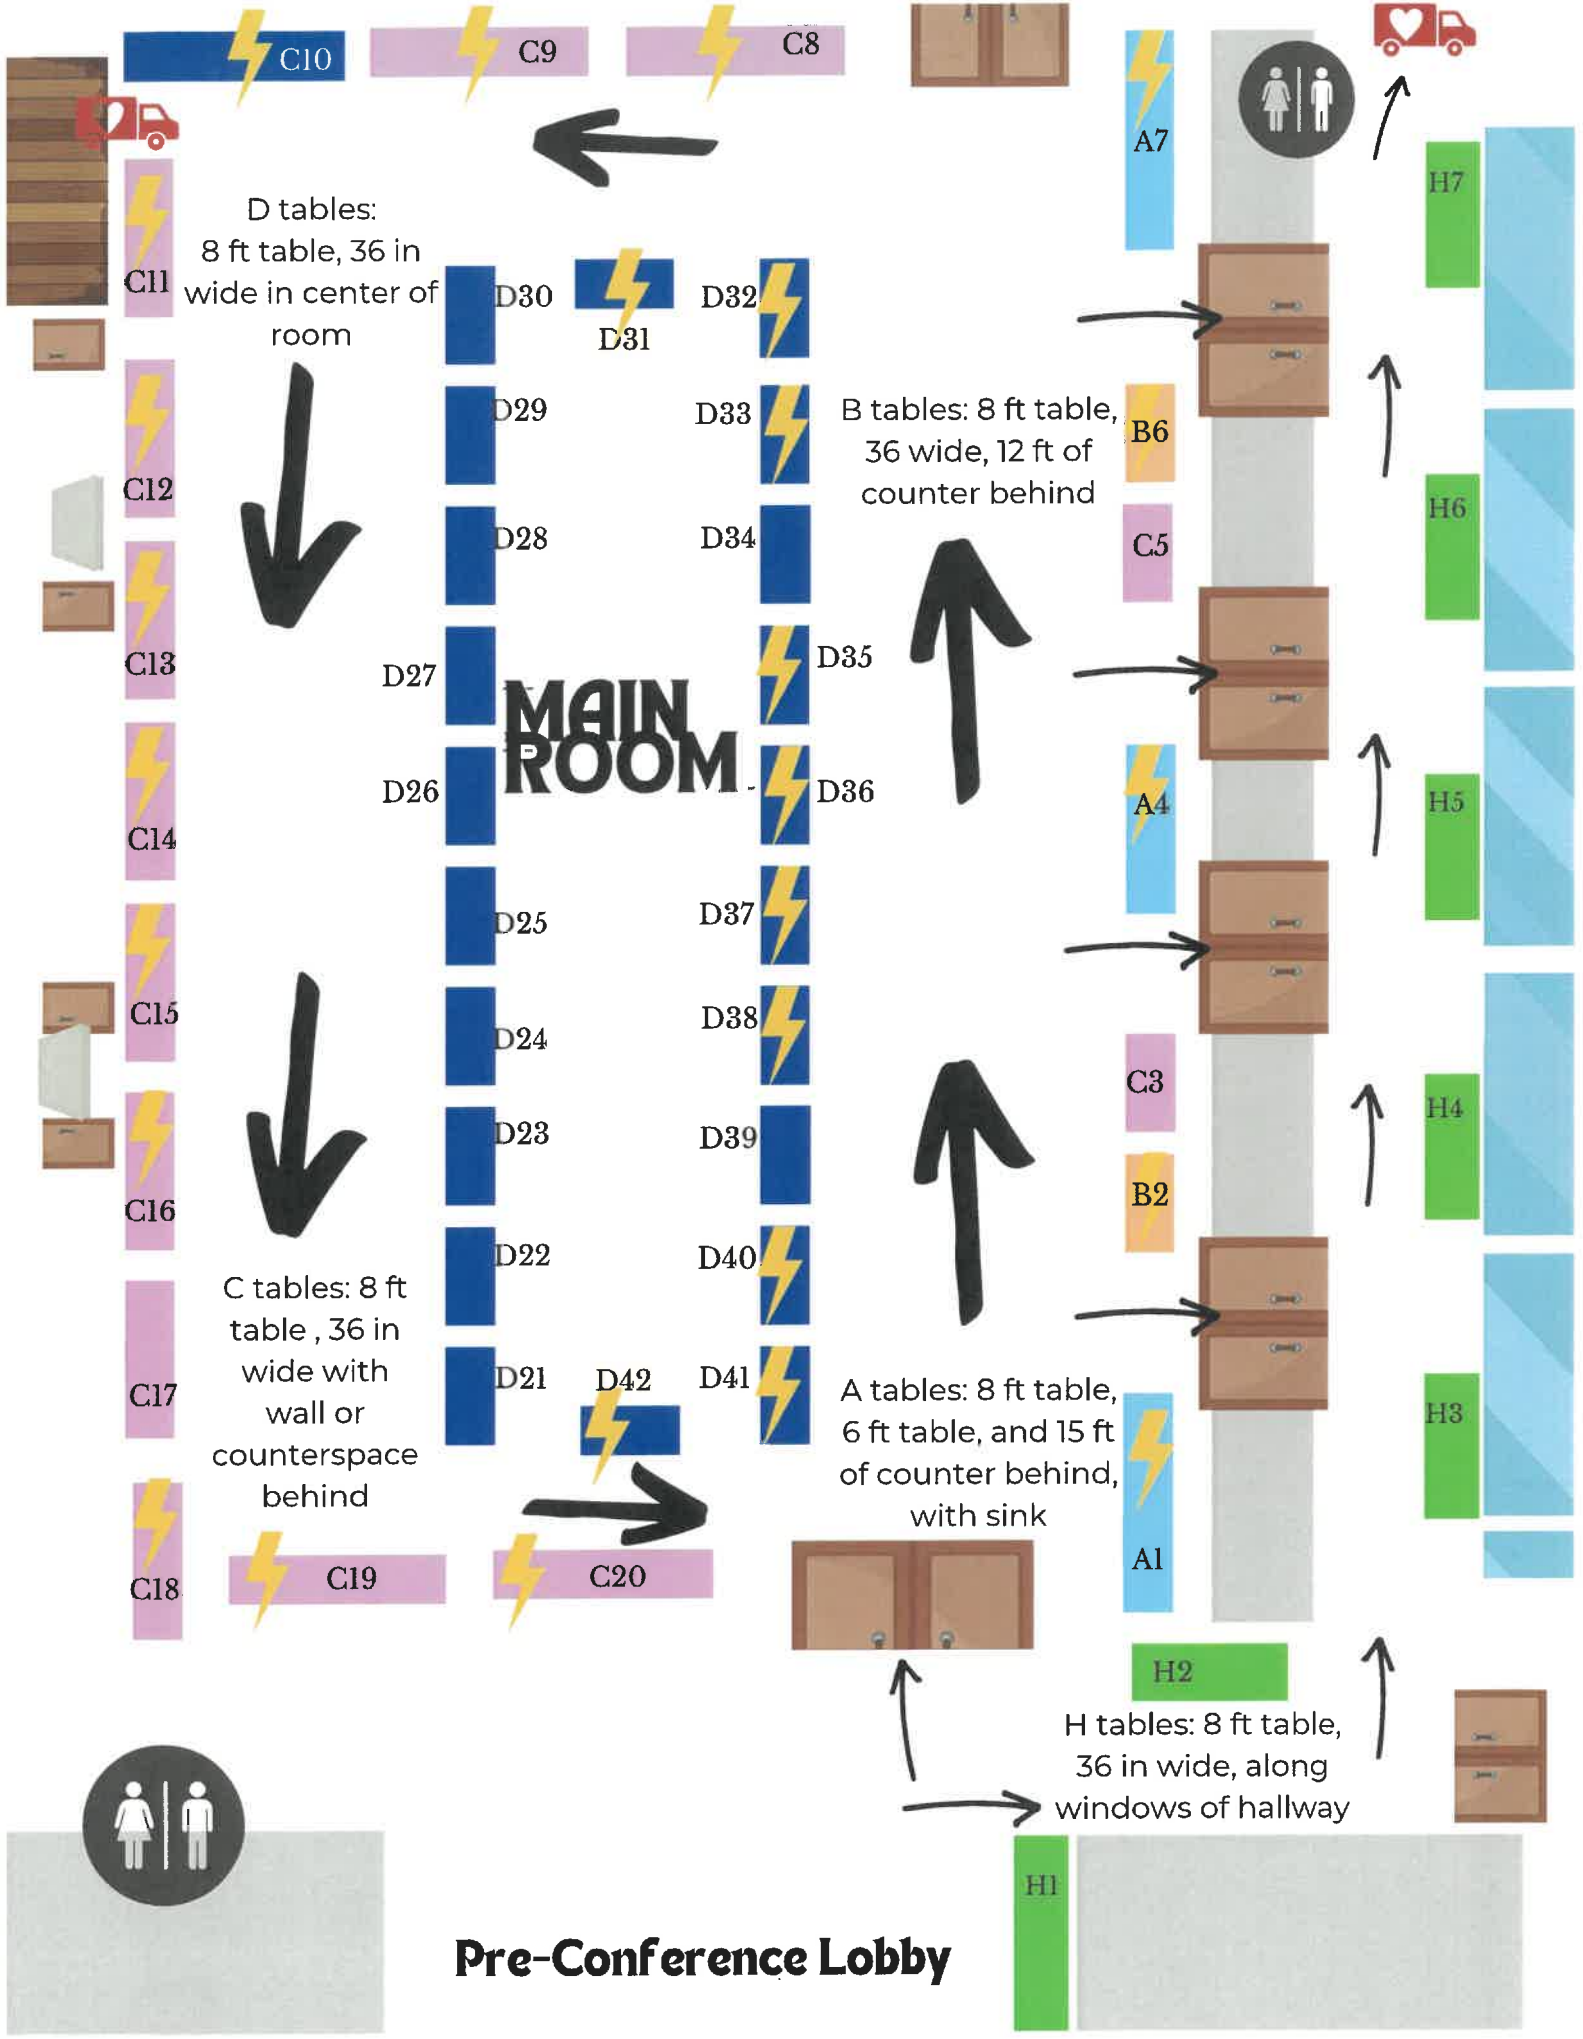 C10
C9
C8
A7
H7
D tables:
8 ft table, 36 in
wide in center of
room
C11
D30
D31
D32
D29
D33
B tables: 8 ft table,
36 wide, 12 ft of
counter behind
B6
C12
D28
D34
C5
H6
C13
D27
MAIN
ROOM
D35
D26
D36
A4
H5
C14
D25
D37
C15
D24
D38
C3
H4
D23
D39
B2
C16
D22
D40
C tables: 8 ft
table , 36 in
wide with
wall or
counterspace
behind
C17
D21
D42
D41
A tables: 8 ft table,
6 ft table, and 15 ft
of counter behind,
with sink
H3
A1
C18
C19
C20
H2
H tables: 8 ft table,
36 in wide, along
windows of hallway
H1
Pre-Conference Lobby